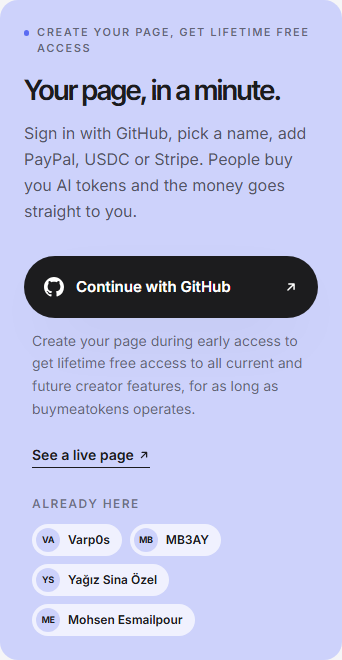 CREATE YOUR PAGE, GET LIFETIME FREE
ACCESS
Your page, in a minute.
Sign in with GitHub, pick a name, add
PayPal, USDC or Stripe. People buy
you AI tokens and the money goes
straight to you.
Continue with GitHub ↗
Create your page during early access to
get lifetime free access to all current and
future creator features, for as long as
buymeatokens operates.
See a live page ↗
ALREADY HERE
VA Varp0s MB MB3AY
YS Yağız Sina Özel
ME Mohsen Esmailpour